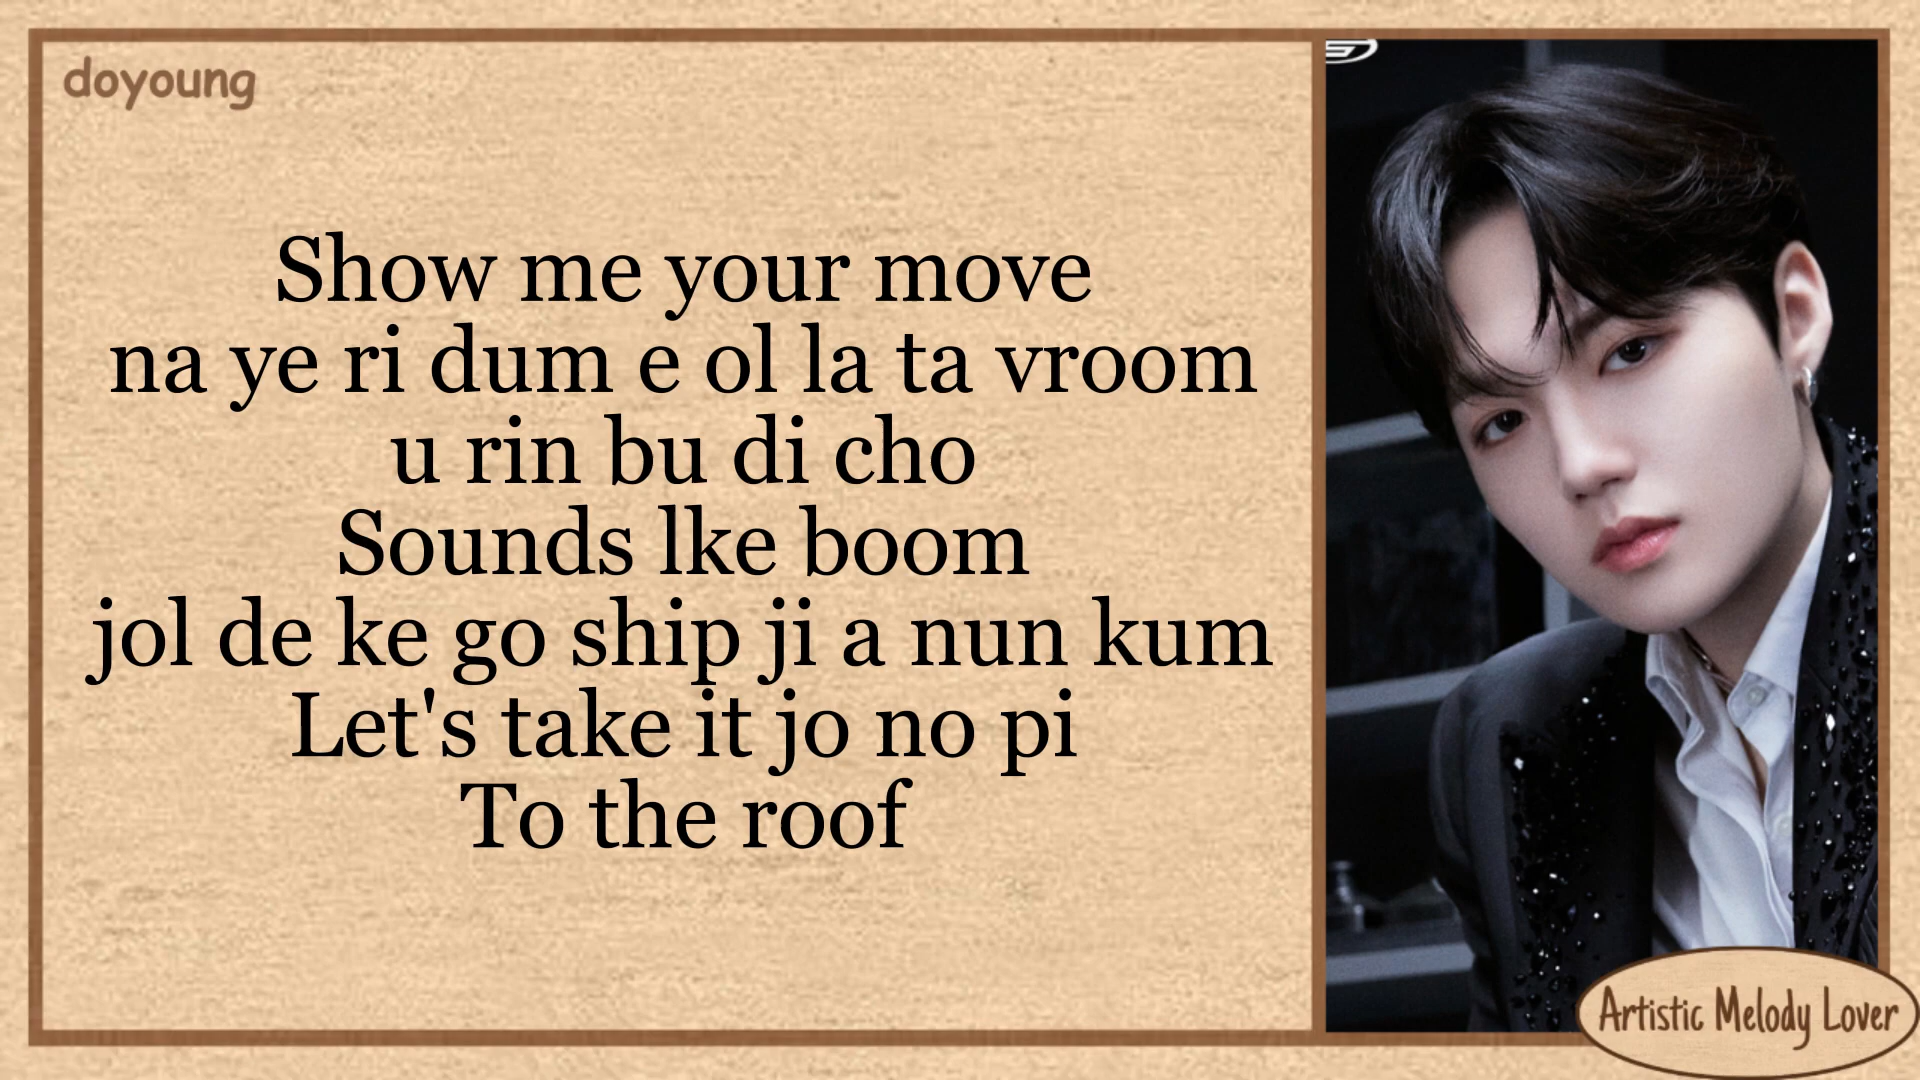 doyoung
Show me your move
na ye ri dum e ol la ta vroom
u rin bu di cho
Sounds lke boom
jol de ke go ship ji a nun kum
Let's take it jo no pi
To the roof
Artistic Melody Lover